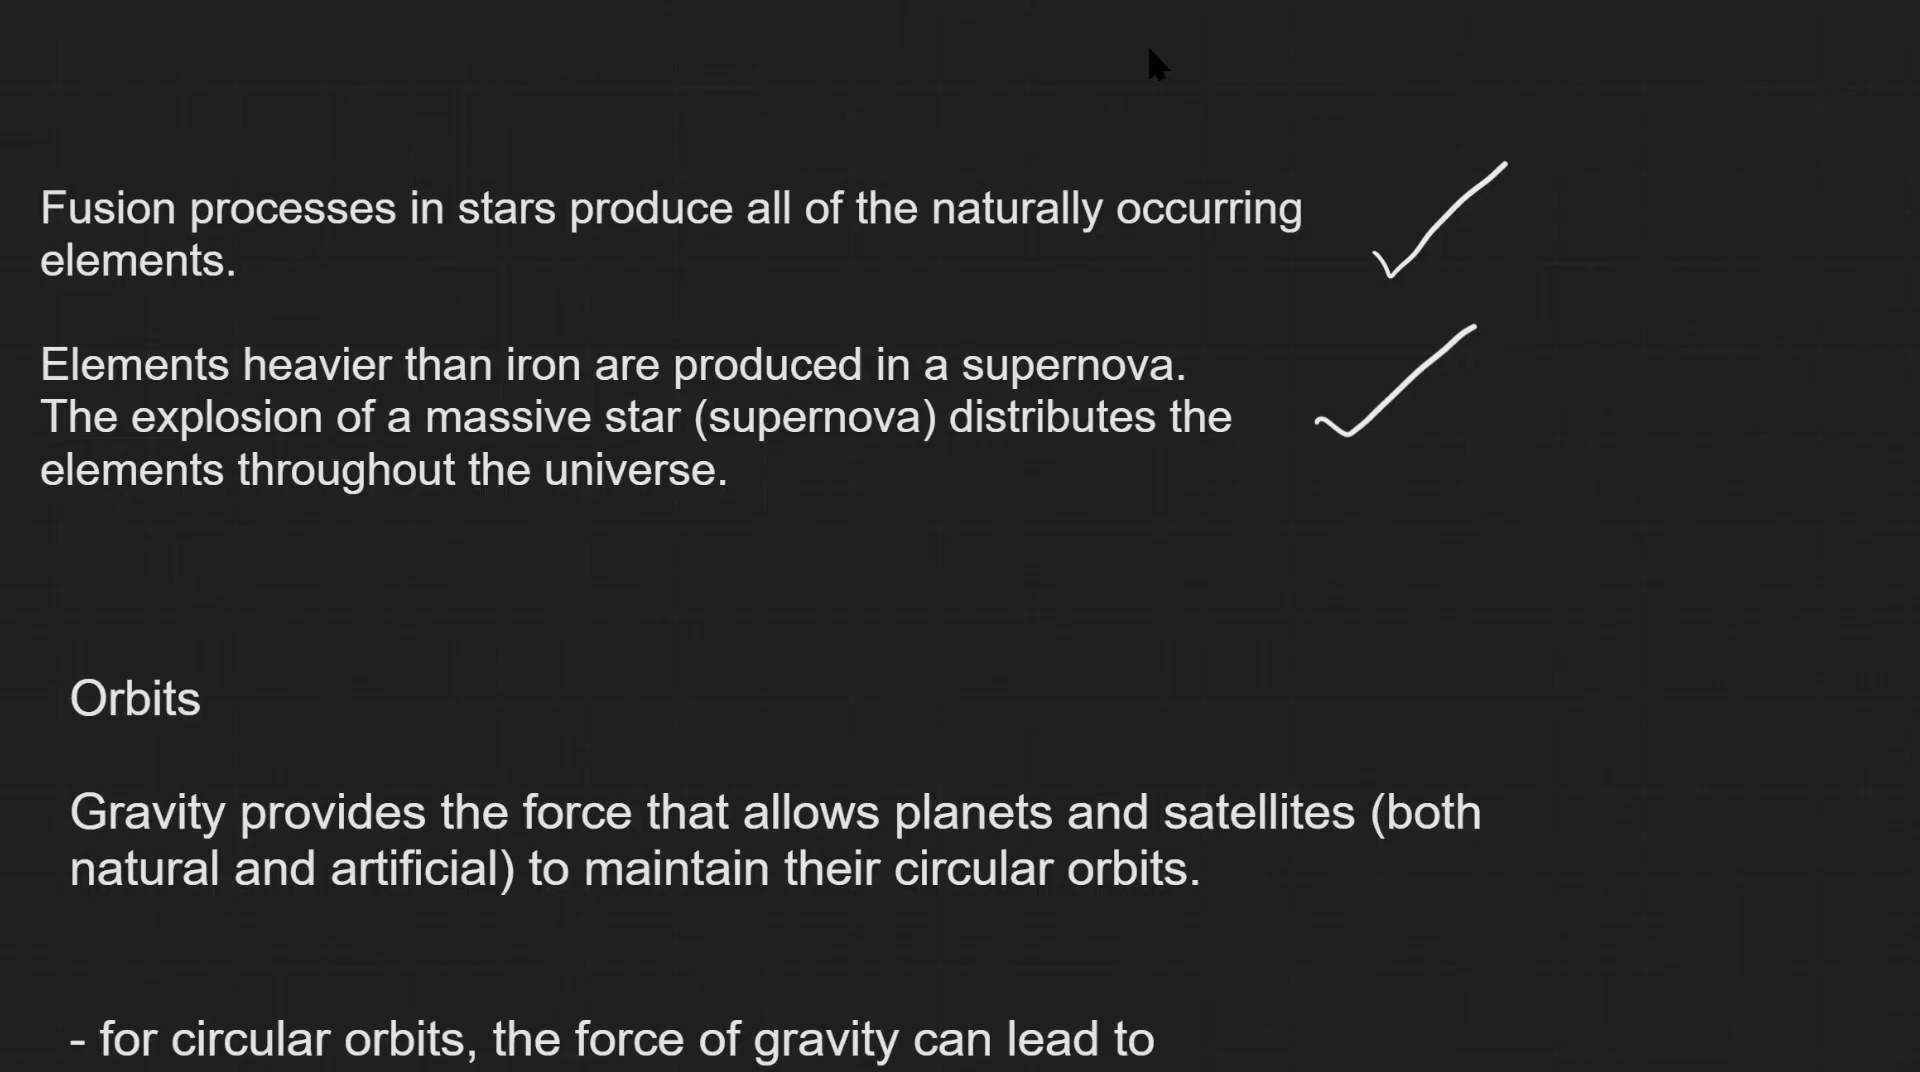 Fusion processes in stars produce all of the naturally occurring
elements.
Elements heavier than iron are produced in a supernova.
The explosion of a massive star (supernova) distributes the
elements throughout the universe.
Orbits
Gravity provides the force that allows planets and satellites (both
natural and artificial) to maintain their circular orbits.
- for circular orbits, the force of gravity can lead to